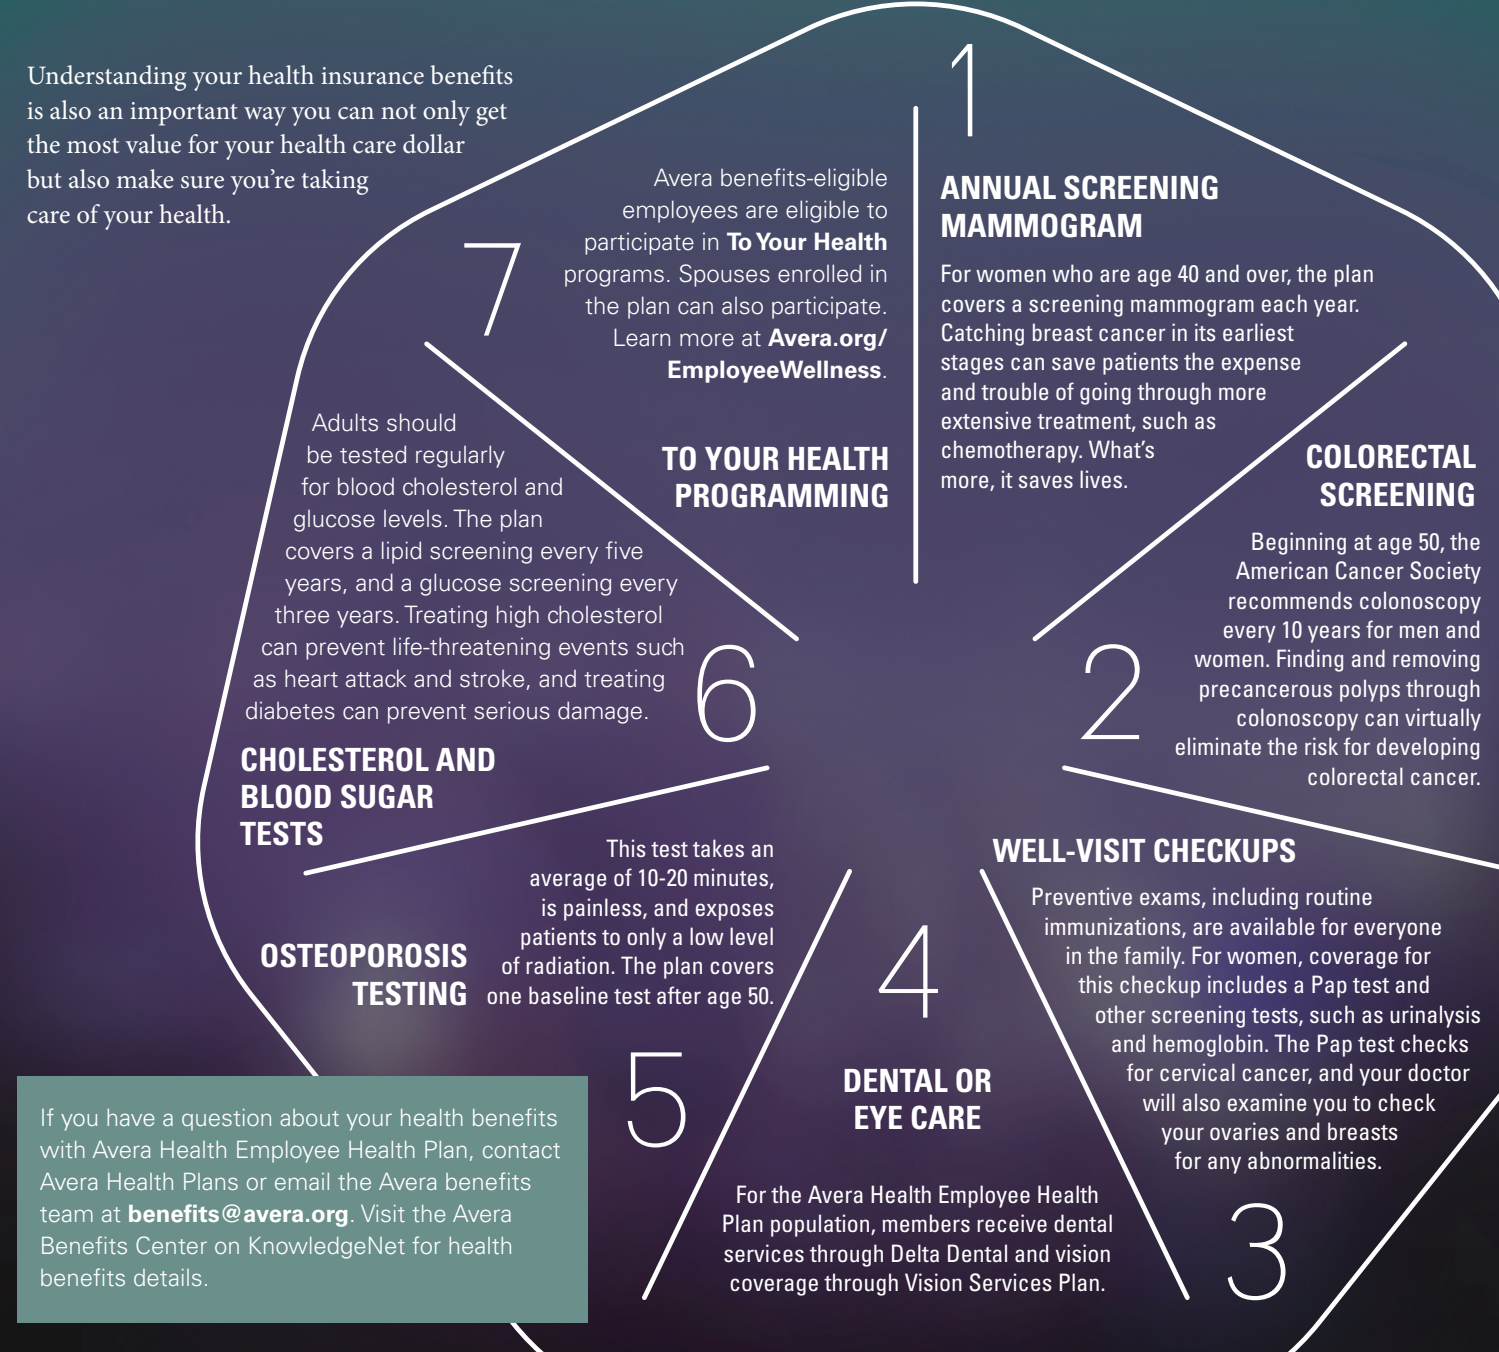 Understanding your health insurance benefits
is also an important way you can not only get
the most value for your health care dollar
but also make sure you're taking
care of your health.
1
ANNUAL SCREENING
MAMMOGRAM
For women who are age 40 and over, the plan
covers a screening mammogram each year.
Catching breast cancer in its earliest
stages can save patients the expense
and trouble of going through more
extensive treatment, such as
chemotherapy. What's
more, it saves lives.
COLORECTAL
SCREENING
Beginning at age 50, the
American Cancer Society
recommends colonoscopy
every 10 years for men and
women. Finding and removing
precancerous polyps through
colonoscopy can virtually
eliminate the risk for developing
colorectal cancer.
2
WELL-VISIT CHECKUPS
Preventive exams, including routine
immunizations, are available for everyone
in the family. For women, coverage for
this checkup includes a Pap test and
other screening tests, such as urinalysis
and hemoglobin. The Pap test checks
for cervical cancer, and your doctor
will also examine you to check
your ovaries and breasts
for any abnormalities.
3
4
DENTAL OR
EYE CARE
For the Avera Health Employee Health
Plan population, members receive dental
services through Delta Dental and vision
coverage through Vision Services Plan.
OSTEOPOROSIS
TESTING
This test takes an
average of 10-20 minutes,
is painless, and exposes
patients to only a low level
of radiation. The plan covers
one baseline test after age 50.
5
Adults should
be tested regularly
for blood cholesterol and
glucose levels. The plan
covers a lipid screening every five
years, and a glucose screening every
three years. Treating high cholesterol
can prevent life-threatening events such
as heart attack and stroke, and treating
diabetes can prevent serious damage.
6
CHOLESTEROL AND
BLOOD SUGAR
TESTS
7
Avera benefits-eligible
employees are eligible to
participate in To Your Health
programs. Spouses enrolled in
the plan can also participate.
Learn more at Avera.org/
EmployeeWellness.
TO YOUR HEALTH
PROGRAMMING
If you have a question about your health benefits
with Avera Health Employee Health Plan, contact
Avera Health Plans or email the Avera benefits
team at benefits@avera.org. Visit the Avera
Benefits Center on KnowledgeNet for health
benefits details.